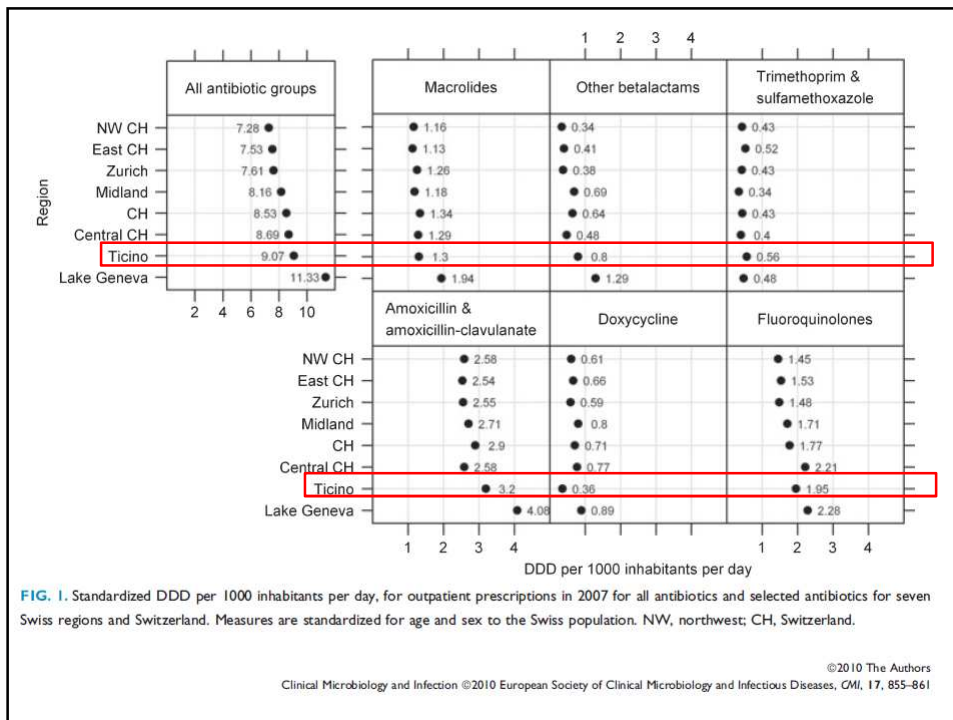 1 2 3 4
All antibiotic groups
Macrolides
Other betalactams
Trimethoprim &
sulfamethoxazole
Region
NW CH 7.28 1.16 0.34 0.43
East CH 7.53 1.13 0.41 0.52
Zurich 7.61 1.26 0.38 0.43
Midland 8.16 1.18 0.69 0.34
CH 8.53 1.34 0.64 0.43
Central CH 8.69 1.29 0.48 0.4
Ticino 9.07 1.3 0.8 0.56
Lake Geneva 11.33 1.94 1.29 0.48
2 4 6 8 10
Amoxicillin &
amoxicillin-clavulanate
Doxycycline
Fluoroquinolones
NW CH 2.58 0.61 1.45
East CH 2.54 0.66 1.53
Zurich 2.55 0.59 1.48
Midland 2.71 0.8 1.71
CH 2.9 0.71 1.77
Central CH 2.58 0.77 2.21
Ticino 3.2 0.36 1.95
Lake Geneva 4.08 0.89 2.28
1 2 3 4 1 2 3 4
DDD per 1000 inhabitants per day
FIG. 1. Standardized DDD per 1000 inhabitants per day, for outpatient prescriptions in 2007 for all antibiotics and selected antibiotics for seven
Swiss regions and Switzerland. Measures are standardized for age and sex to the Swiss population. NW, northwest; CH, Switzerland.
©2010 The Authors
Clinical Microbiology and Infection ©2010 European Society of Clinical Microbiology and Infectious Diseases, CMI, 17, 855–861